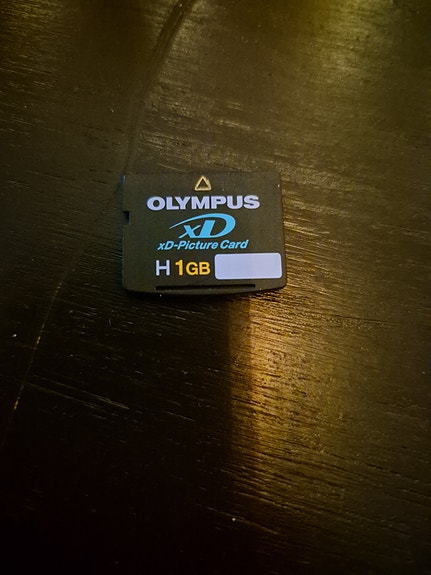 OLYMPUS
xD
xD-Picture Card
H 1GB